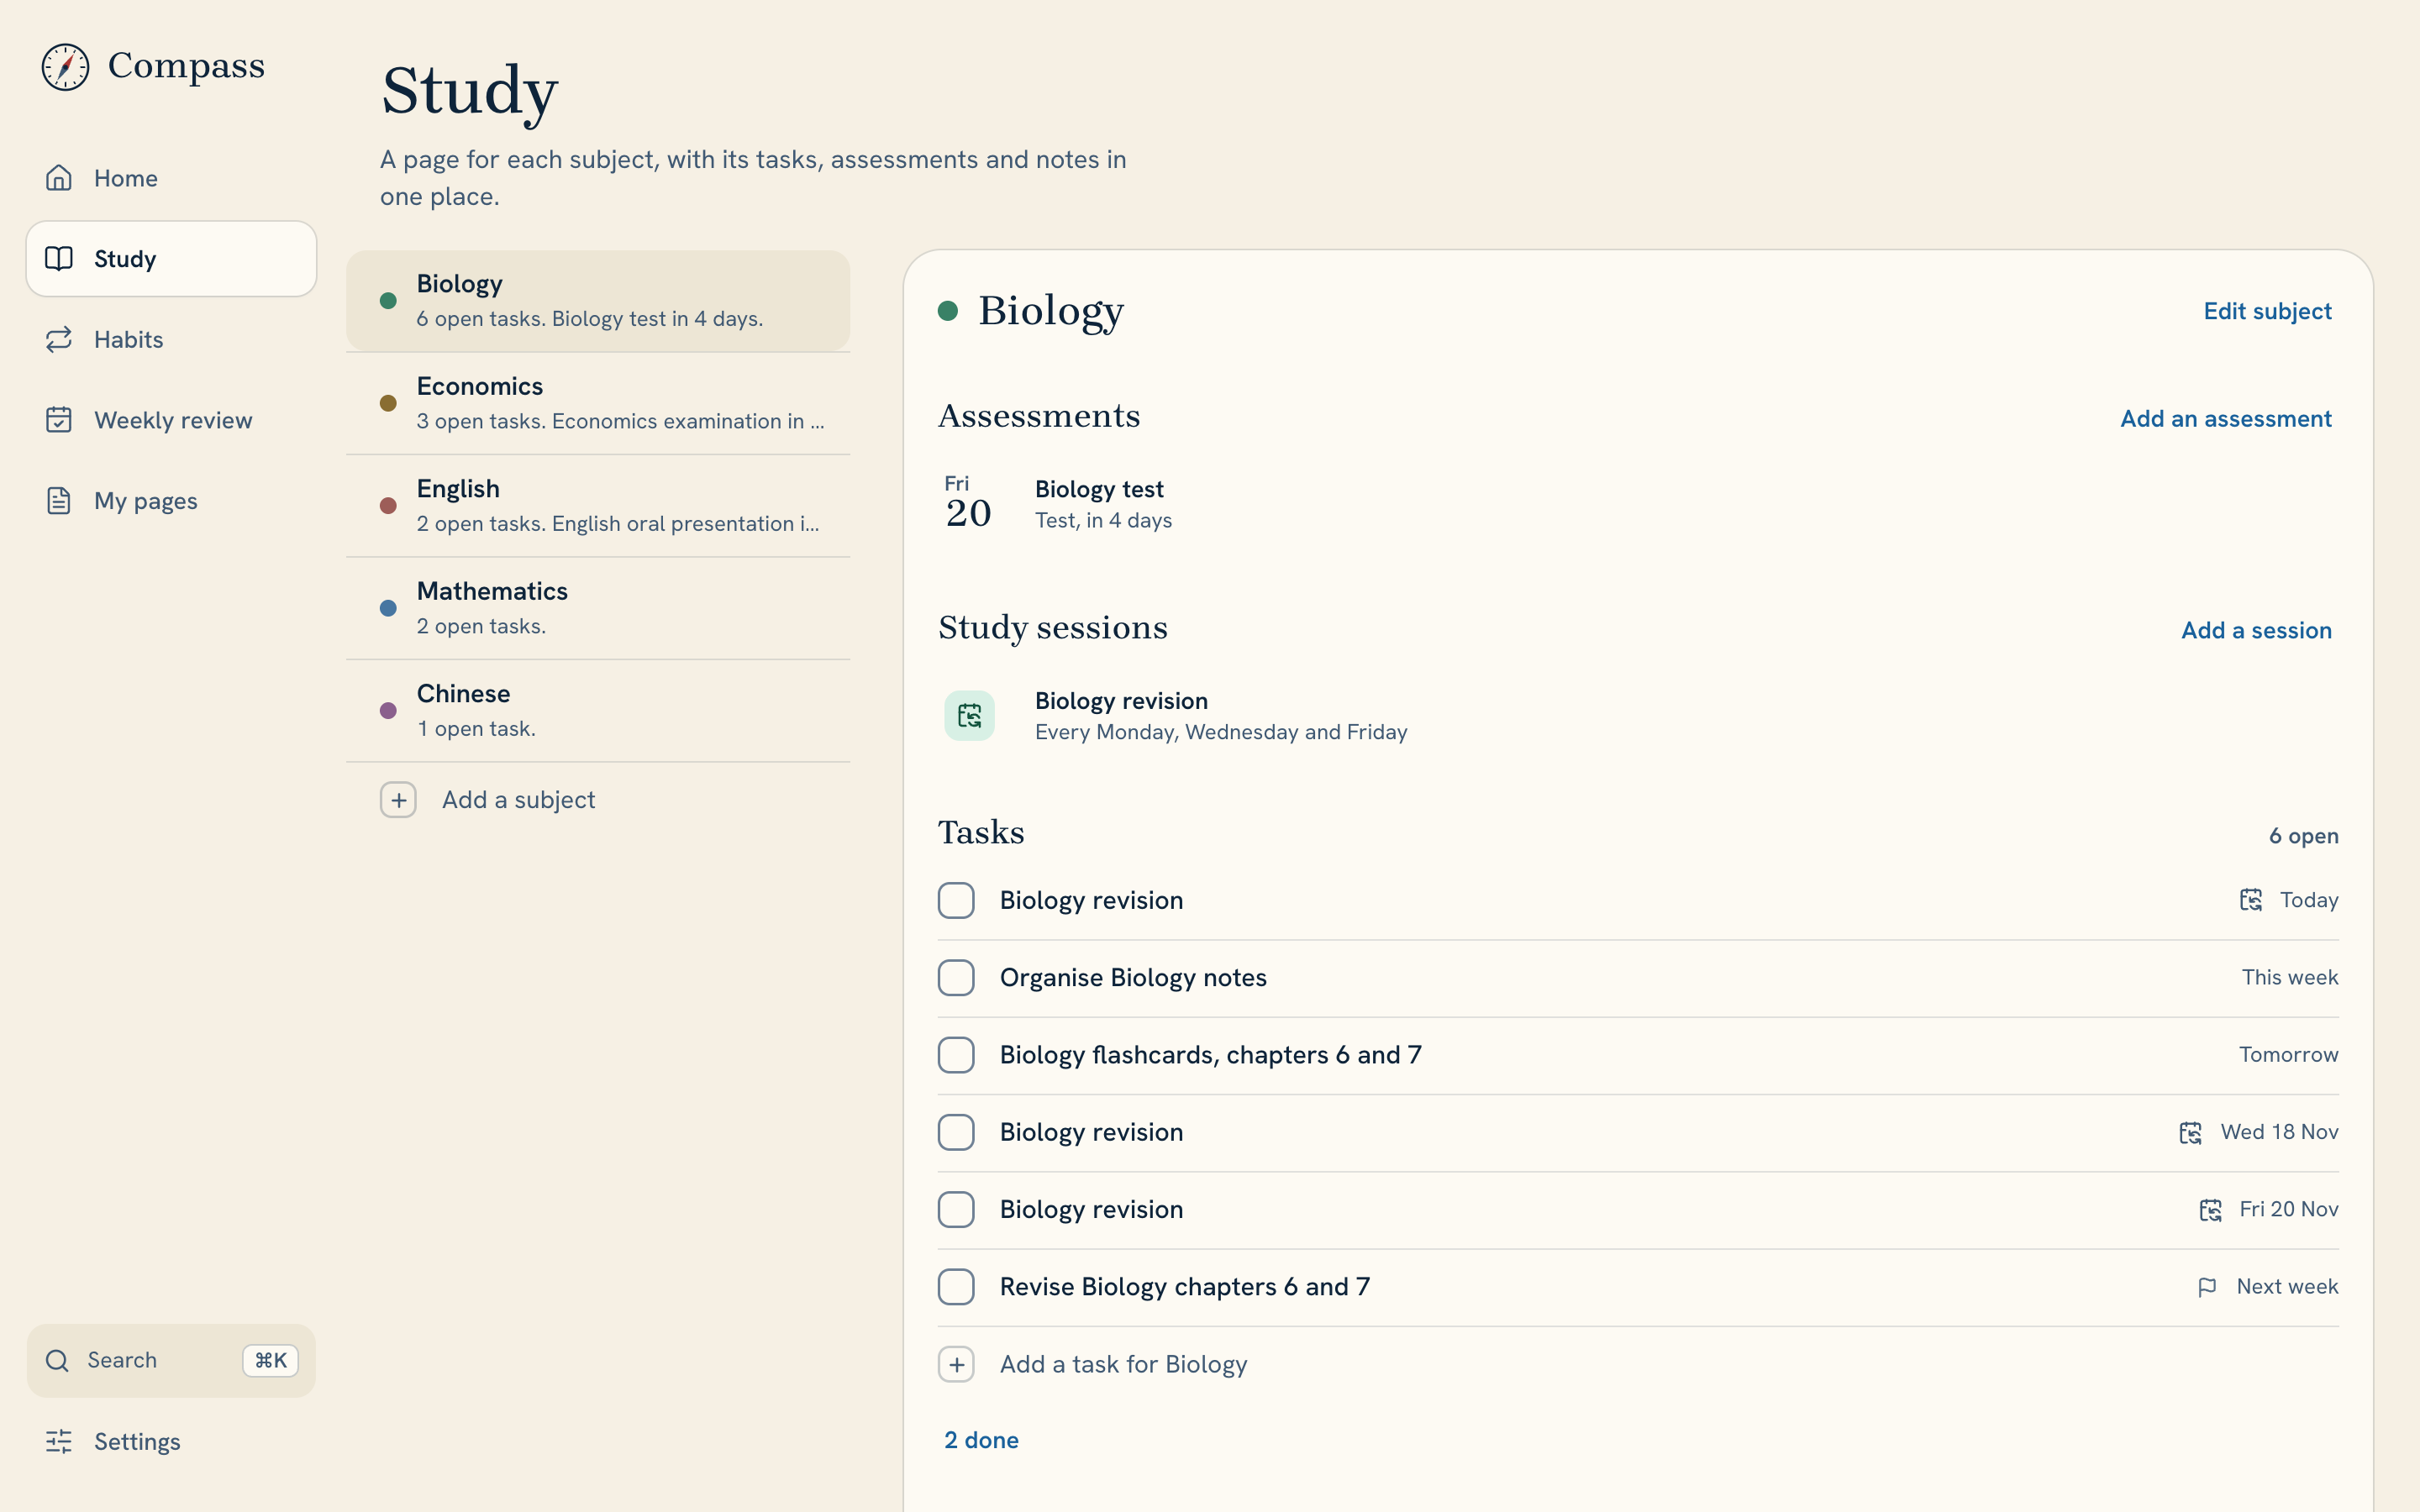 Compass
Home
Study
Habits
Weekly review
My pages
Search
⌘K
Settings
Study
A page for each subject, with its tasks, assessments and notes in
one place.
Biology
6 open tasks. Biology test in 4 days.
Economics
3 open tasks. Economics examination in ...
English
2 open tasks. English oral presentation i...
Mathematics
2 open tasks.
Chinese
1 open task.
Add a subject
Biology
Edit subject
Assessments
Add an assessment
Fri
20
Biology test
Test, in 4 days
Study sessions
Add a session
Biology revision
Every Monday, Wednesday and Friday
Tasks
6 open
Biology revision
Today
Organise Biology notes
This week
Biology flashcards, chapters 6 and 7
Tomorrow
Biology revision
Wed 18 Nov
Biology revision
Fri 20 Nov
Revise Biology chapters 6 and 7
Next week
Add a task for Biology
2 done